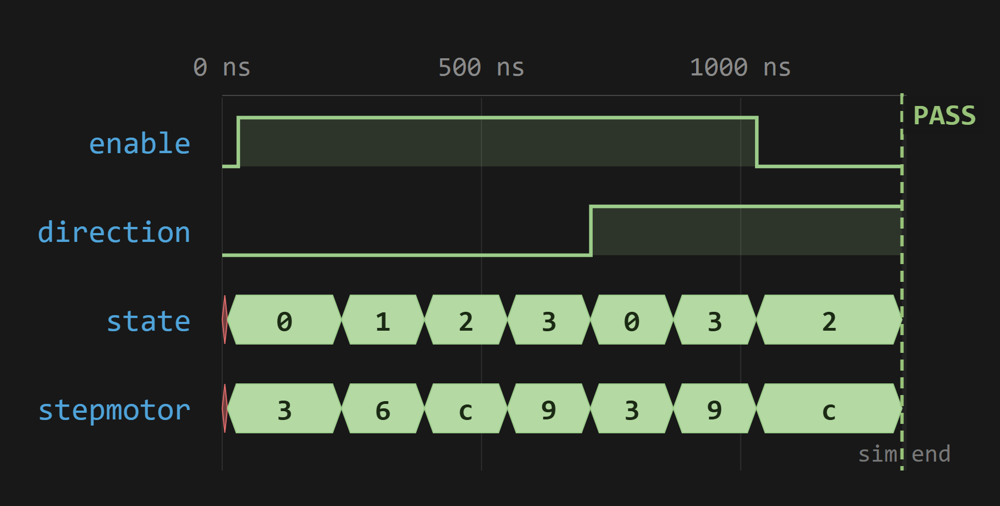 0 ns 500 ns 1000 ns
PASS
enable
direction
state 0 1 2 3 0 3 2
stepmotor 3 6 c 9 3 9 c
sim end